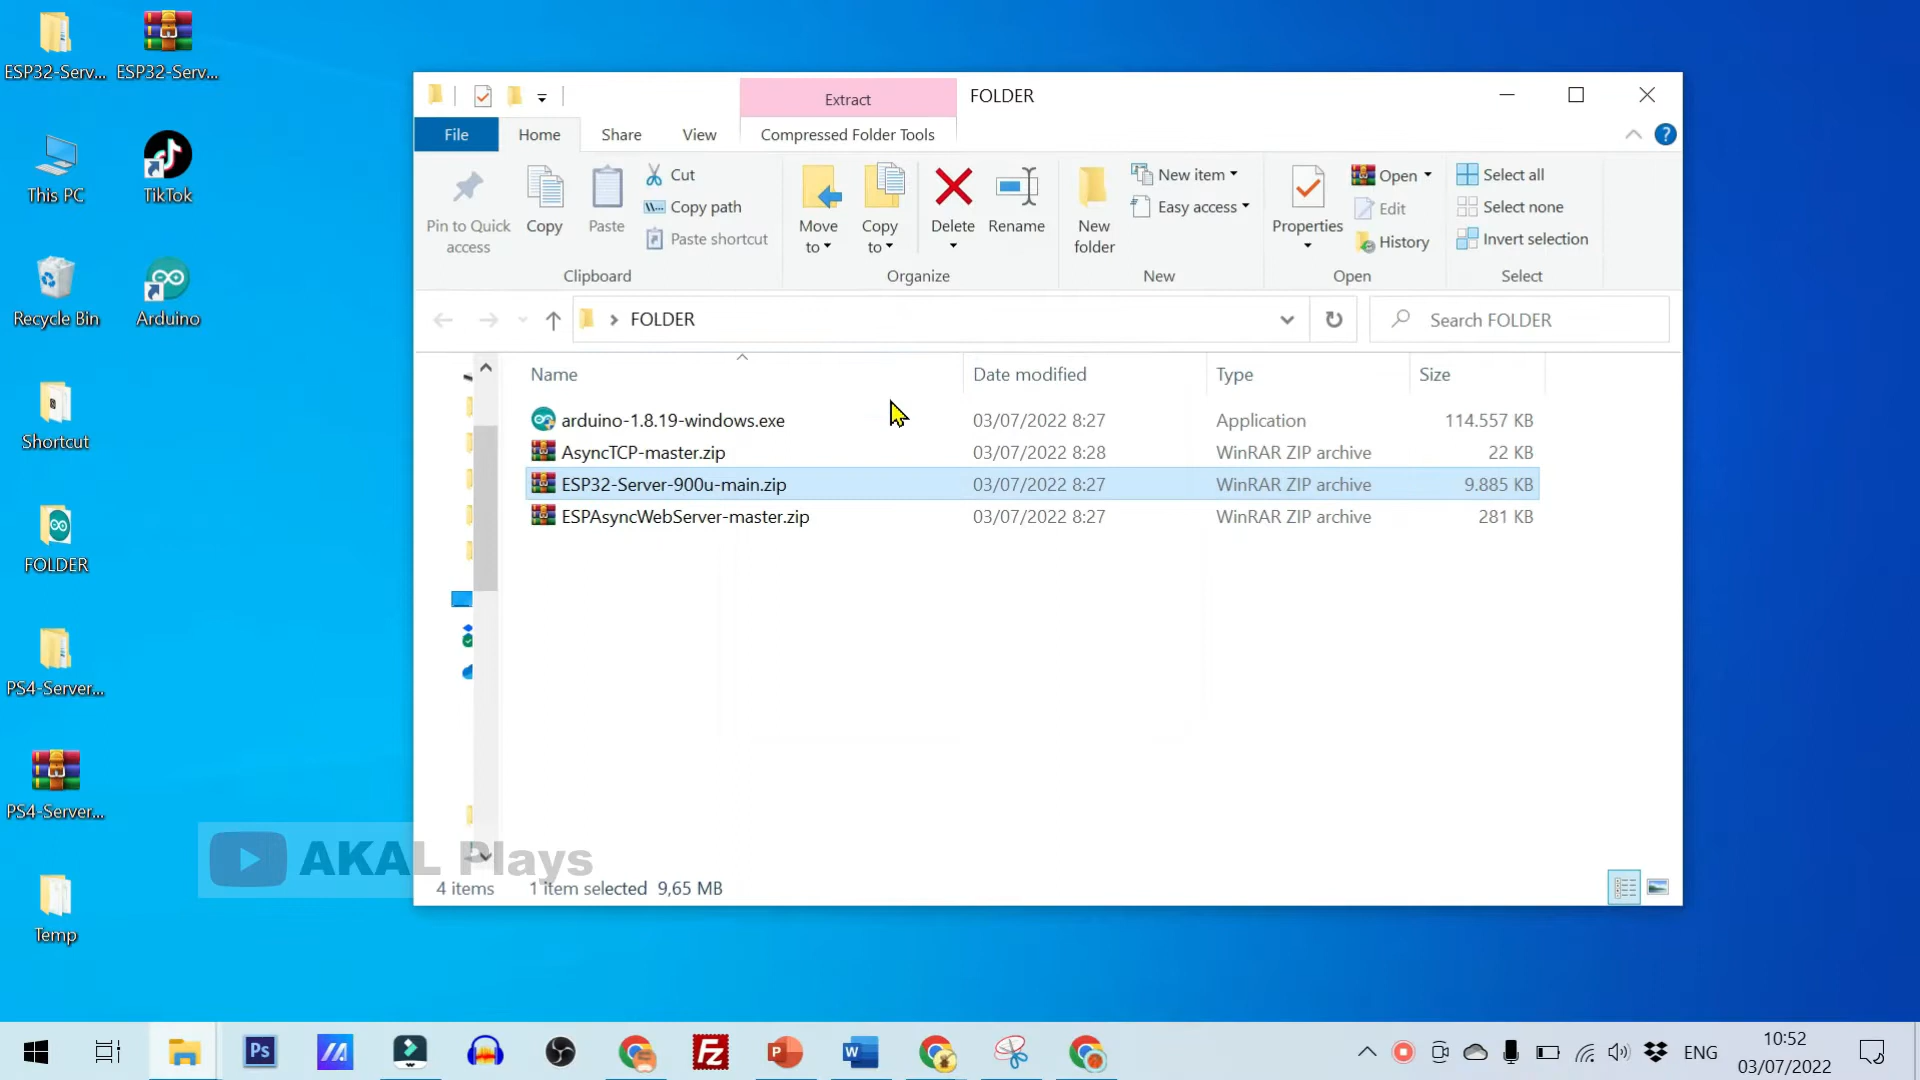 ESP32-Serv... ESP32-Serv...
This PC TikTok
Recycle Bin Arduino
Shortcut
FOLDER
PS4-Server...
PS4-Server...
Temp
Extract FOLDER
File Home Share View Compressed Folder Tools
Pin to Quick access
Copy
Paste
Cut
Copy path
Paste shortcut
Clipboard
Move to
Copy to
Delete
Rename
Organize
New folder
New item
Easy access
New
Properties
Open
Edit
History
Open
Select all
Select none
Invert selection
Select
FOLDER Search FOLDER
Name Date modified Type Size
arduino-1.8.19-windows.exe 03/07/2022 8:27 Application 114.557 KB
AsyncTCP-master.zip 03/07/2022 8:28 WinRAR ZIP archive 22 KB
ESP32-Server-900u-main.zip 03/07/2022 8:27 WinRAR ZIP archive 9.885 KB
ESPAsyncWebServer-master.zip 03/07/2022 8:27 WinRAR ZIP archive 281 KB
AKAL Plays
4 items 1 item selected 9,65 MB
Ps
Fz
P
W
ENG
10:52
03/07/2022